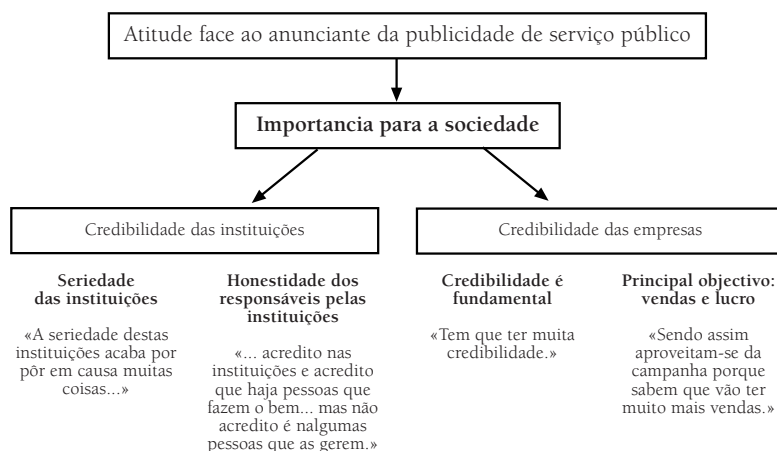 Atitude face ao anunciante da publicidade de serviço público
Importancia para a sociedade
Credibilidade das instituições
Credibilidade das empresas
Seriedade
das instituições
«A seriedade destas
instituições acaba por
pôr em causa muitas
coisas...»
Honestidade dos
responsáveis pelas
instituições
«... acredito nas
instituições e acredito
que haja pessoas que
fazem o bem... mas não
acredito é nalgumas
pessoas que as gerem.»
Credibilidade é
fundamental
«Tem que ter muita
credibilidade.»
Principal objectivo:
vendas e lucro
«Sendo assim
aproveitam-se da
campanha porque
sabem que vão ter
muito mais vendas.»